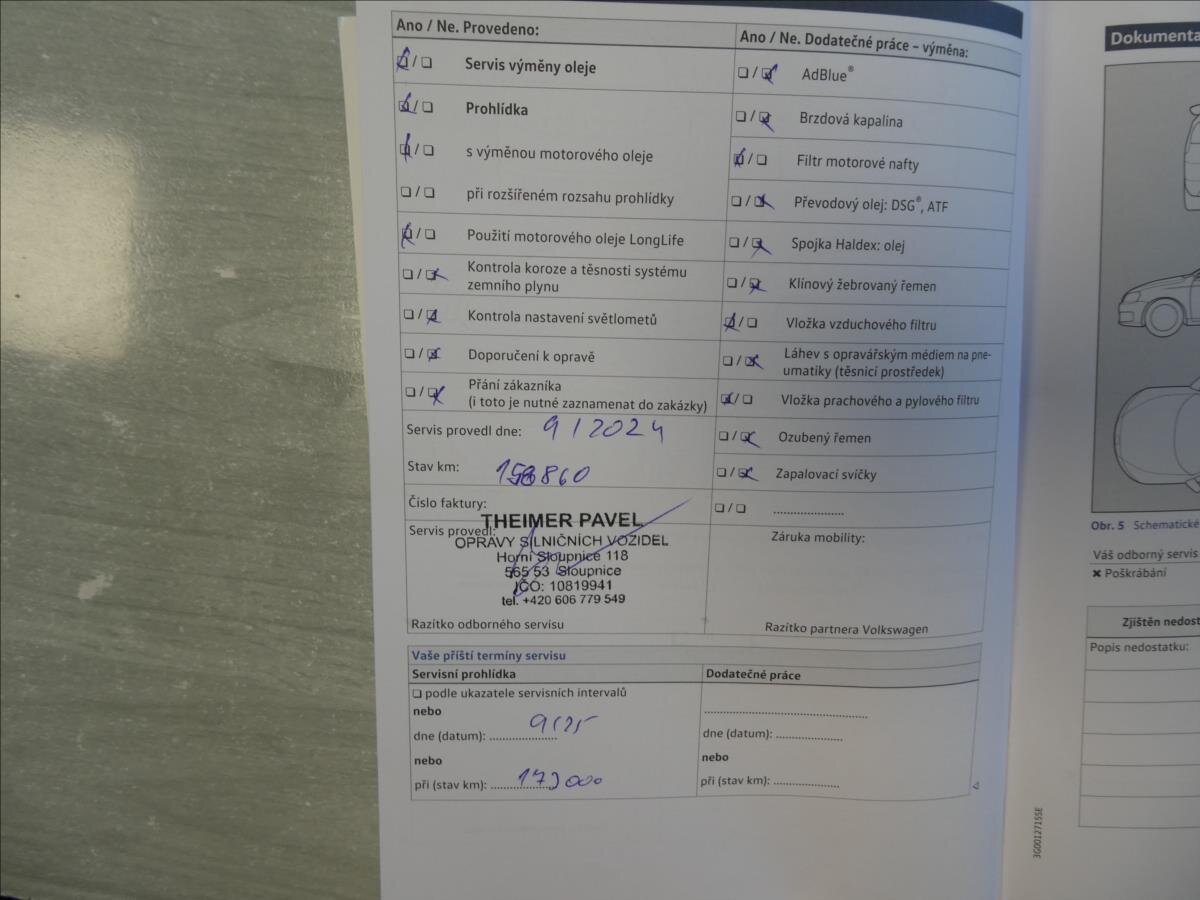 Ano / Ne. Provedeno:
❏ / ❏ Servis výměny oleje
❏ / ❏ Prohlídka
❏ / ❏ s výměnou motorového oleje
❏ / ❏ při rozšířeném rozsahu prohlídky
❏ / ❏ Použití motorového oleje LongLife
❏ / ❏ Kontrola koroze a těsnosti systému
zemního plynu
❏ / ❏ Kontrola nastavení světlometů
❏ / ❏ Doporučení k opravě
❏ / ❏ Přání zákazníka
(i toto je nutné zaznamenat do zakázky)
Servis provedl dne: 9/2024
Stav km: 158860
Číslo faktury:
Servis provedl:
THEIMER PAVEL
OPRAVY SILNIČNÍCH VOZIDEL
Horní Sloupnice 118
565 53 Sloupnice
IČO: 10819941
tel. +420 606 779 549
Razítko odborného servisu
Ano / Ne. Dodatečné práce – výměna:
❏ / ❏ AdBlue®
❏ / ❏ Brzdová kapalina
❏ / ❏ Filtr motorové nafty
❏ / ❏ Převodový olej: DSG®, ATF
❏ / ❏ Spojka Haldex: olej
❏ / ❏ Klínový žebrovaný řemen
❏ / ❏ Vložka vzduchového filtru
❏ / ❏ Láhev s opravářským médiem na pne-
umatiky (těsnicí prostředek)
❏ / ❏ Vložka prachového a pylového filtru
❏ / ❏ Ozubený řemen
❏ / ❏ Zapalovací svíčky
❏ / ❏ ......................
Záruka mobility:
Razítko partnera Volkswagen
Vaše příští termíny servisu
Servisní prohlídka
❏ podle ukazatele servisních intervalů
nebo
dne (datum): 9/25
nebo
při (stav km): 173000
Dodatečné práce
......................
dne (datum): ......................
nebo
při (stav km): ......................
3G0012715SE
Dokumenta
Obr. 5 Schematické
Váš odborný servis
✖ Poškrábání
Zjištěn nedost
Popis nedostatku: